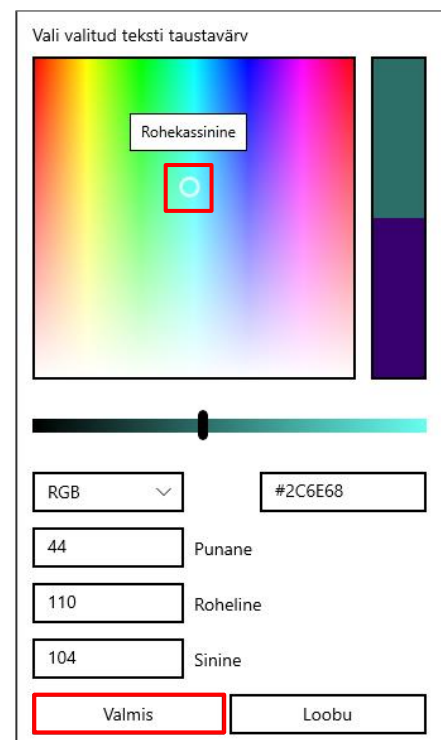 Vali valitud teksti taustavärv
Rohekassinine
RGB #2C6E68
44 Punane
110 Roheline
104 Sinine
Valmis Loobu